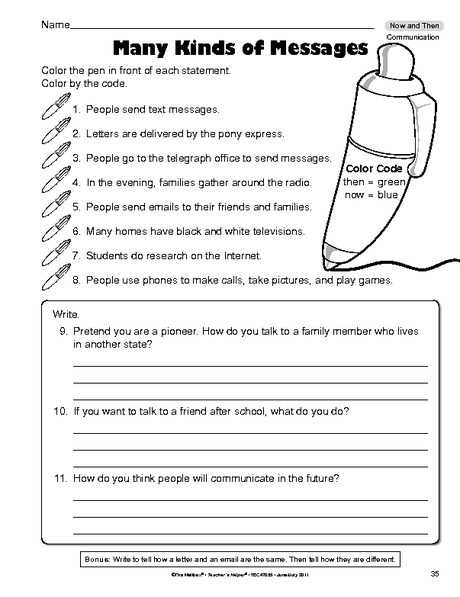 Name
Now and Then
Communication
Many Kinds of Messages
Color the pen in front of each statement.
Color by the code.
1. People send text messages.
2. Letters are delivered by the pony express.
3. People go to the telegraph office to send messages.
4. In the evening, families gather around the radio.
5. People send emails to their friends and families.
6. Many homes have black and white televisions.
7. Students do research on the Internet.
8. People use phones to make calls, take pictures, and play games.
Color Code
then = green
now = blue
Write.
9. Pretend you are a pioneer. How do you talk to a family member who lives
in another state?
10. If you want to talk to a friend after school, what do you do?
11. How do you think people will communicate in the future?
Bonus: Write to tell how a letter and an email are the same. Then tell how they are different.
©The Mailbox® • Teacher's Helper® • June/July 2011
35